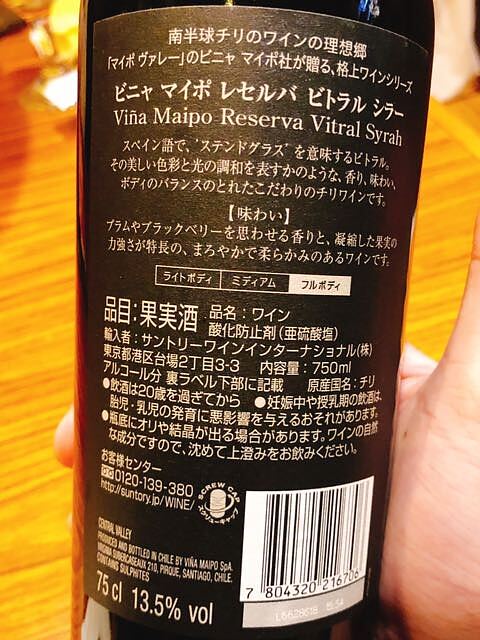 南半球チリのワインの理想郷
「マイポ ヴァレー」のビニャ マイポ社が贈る、格上ワインシリーズ
ビニャ マイポ レセルバ ビトラル シラー
Viña Maipo Reserva Vitral Syrah
スペイン語で、"ステンドグラス"を意味するビトラル。
その美しい色彩と光の調和を表すかのような、香り、味わい、
ボディのバランスのとれたこだわりのチリワインです。
【味わい】
プラムやブラックベリーを思わせる香りと、凝縮した果実の
力強さが特長の、まろやかで柔らかみのあるワインです。
ライトボディ ミディアム フルボディ
品目:果実酒 品名:ワイン
酸化防止剤(亜硫酸塩)
輸入者:サントリーワインインターナショナル(株)
東京都港区台場2丁目3-3 内容量:750ml
アルコール分 裏ラベル下部に記載 原産国名:チリ
●飲酒は20歳を過ぎてから ●妊娠中や授乳期の飲酒は、
胎児・乳児の発育に悪影響を与えるおそれがあります。
●瓶底にオリや結晶が出る場合があります。ワインの自然
な成分ですので、沈めて上澄みをお飲みください。
お客様センター
0120-139-380
http://suntory.jp/WINE/
SCREW CAP
スクリューキャップ
CENTRAL VALLEY
PRODUCED AND BOTTLED IN CHILE BY VIÑA MAIPO SpA.
VIRGINIA SUBERCASEAUX 210, PIRQUE, SANTIAGO, CHILE.
CONTAINS SULPHITES
75 cl 13.5% vol
7 804320 216706